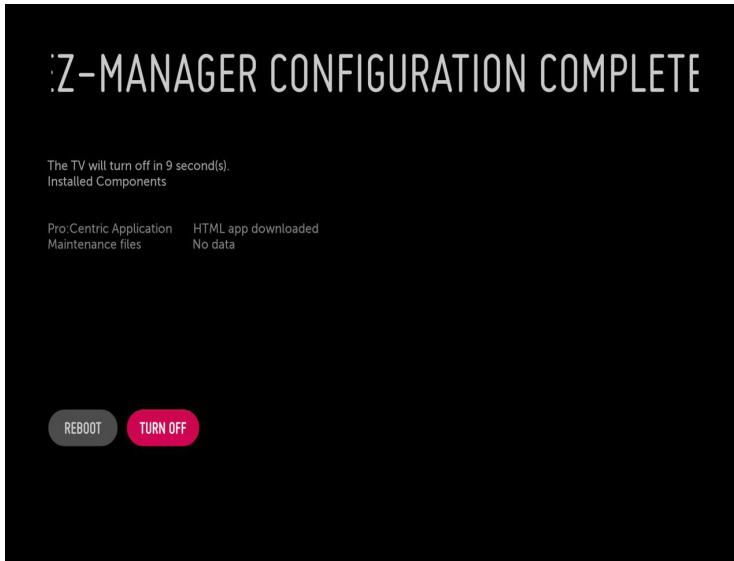 EZ-MANAGER CONFIGURATION COMPLETE
The TV will turn off in 9 second(s).
Installed Components
Pro:Centric Application HTML app downloaded
Maintenance files No data
REBOOT TURN OFF